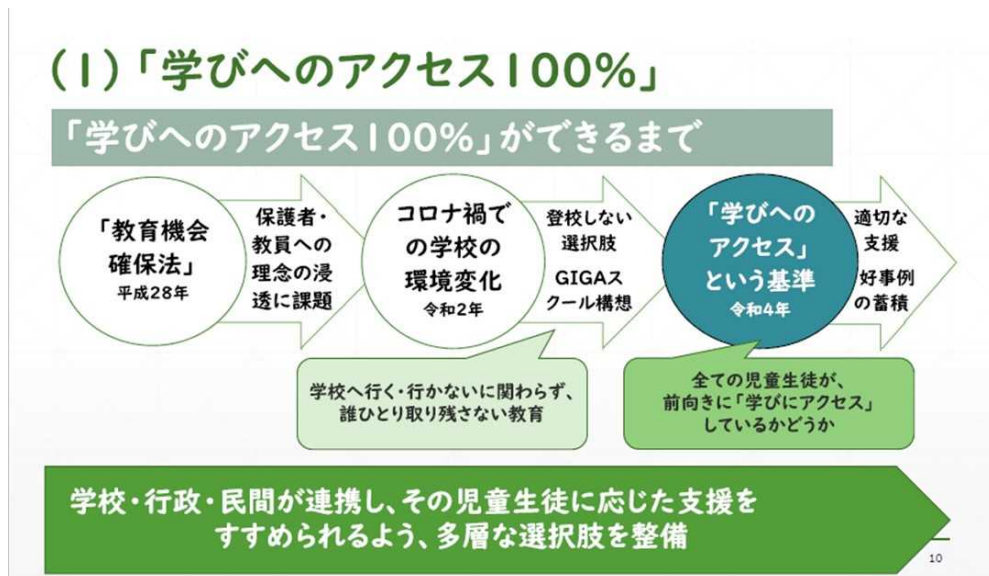 (1)「学びへのアクセス100%」
「学びへのアクセス100%」ができるまで
「教育機会
確保法」
平成28年
保護者・
教員への
理念の浸
透に課題
コロナ禍で
の学校の
環境変化
令和2年
登校しない
選択肢
GIGAス
クール構想
「学びへの
アクセス」
という基準
令和4年
適切な
支援
好事例
の蓄積
学校へ行く・行かないに関わらず、
誰ひとり取り残さない教育
全ての児童生徒が、
前向きに「学びにアクセス」
しているかどうか
学校・行政・民間が連携し、その児童生徒に応じた支援を
すすめられるよう、多層な選択肢を整備
10